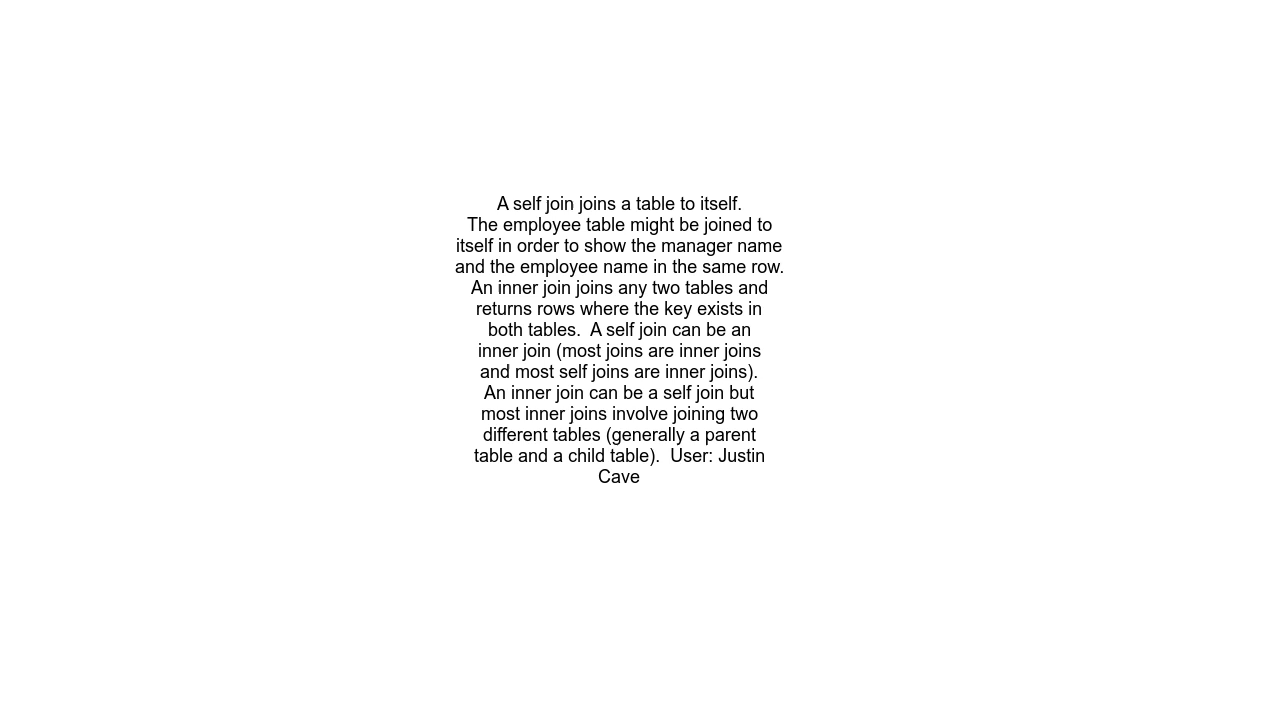 A self join joins a table to itself.
The employee table might be joined to
itself in order to show the manager name
and the employee name in the same row.
An inner join joins any two tables and
returns rows where the key exists in
both tables.  A self join can be an
inner join (most joins are inner joins
and most self joins are inner joins).
An inner join can be a self join but
most inner joins involve joining two
different tables (generally a parent
table and a child table).  User: Justin
Cave